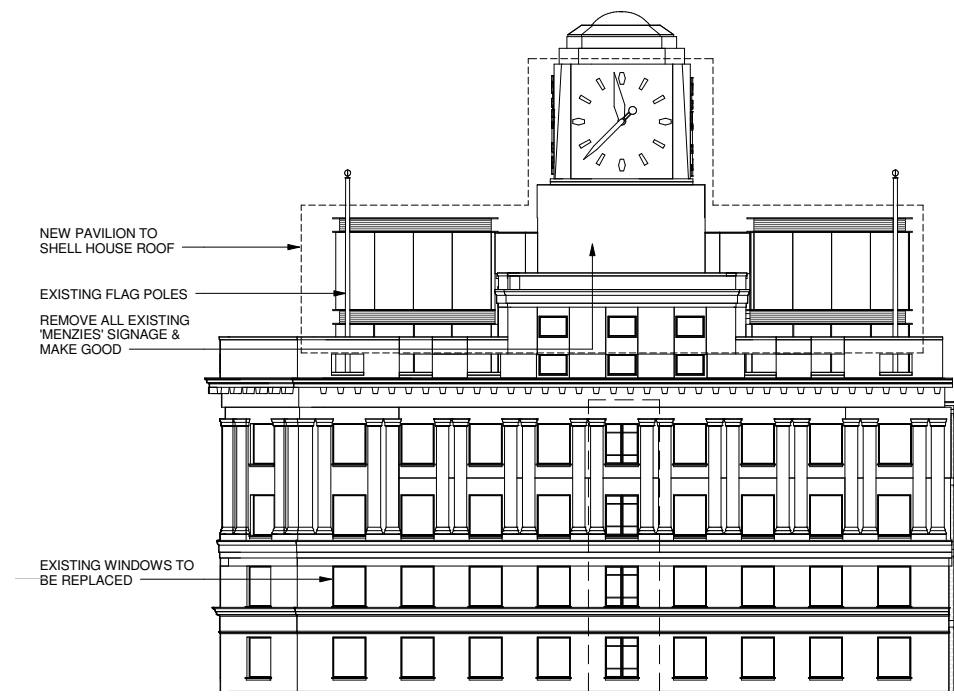 NEW PAVILION TO
SHELL HOUSE ROOF
EXISTING FLAG POLES
REMOVE ALL EXISTING
'MENZIES' SIGNAGE &
MAKE GOOD
EXISTING WINDOWS TO
BE REPLACED